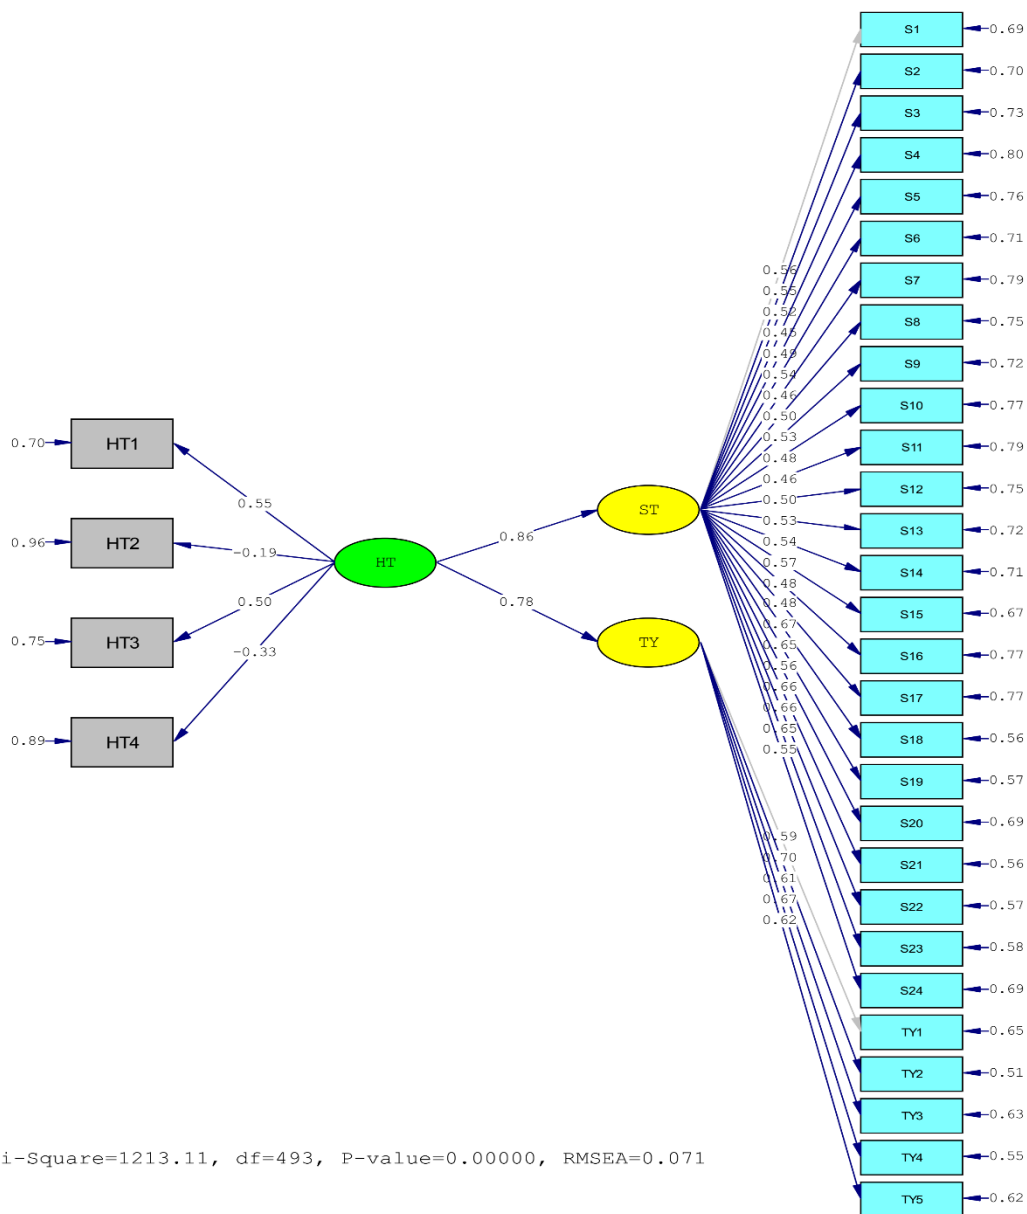 S1 0.69
S2 0.70
S3 0.73
S4 0.80
S5 0.76
S6 0.71
S7 0.79
S8 0.75
S9 0.72
S10 0.77
S11 0.79
S12 0.75
S13 0.72
S14 0.71
S15 0.67
S16 0.77
S17 0.77
S18 0.56
S19 0.57
S20 0.69
S21 0.56
S22 0.57
S23 0.58
S24 0.69
TY1 0.65
TY2 0.51
TY3 0.63
TY4 0.55
TY5 0.62
0.56
0.55
0.52
0.45
0.49
0.54
0.46
0.50
0.53
0.48
0.46
0.50
0.53
0.54
0.57
0.48
0.48
0.67
0.65
0.56
0.66
0.66
0.65
0.55
0.59
0.70
0.61
0.67
0.62
ST
TY
0.86
0.78
HT
0.55
-0.19
0.50
-0.33
0.70 HT1
0.96 HT2
0.75 HT3
0.89 HT4
i-Square=1213.11, df=493, P-value=0.00000, RMSEA=0.071